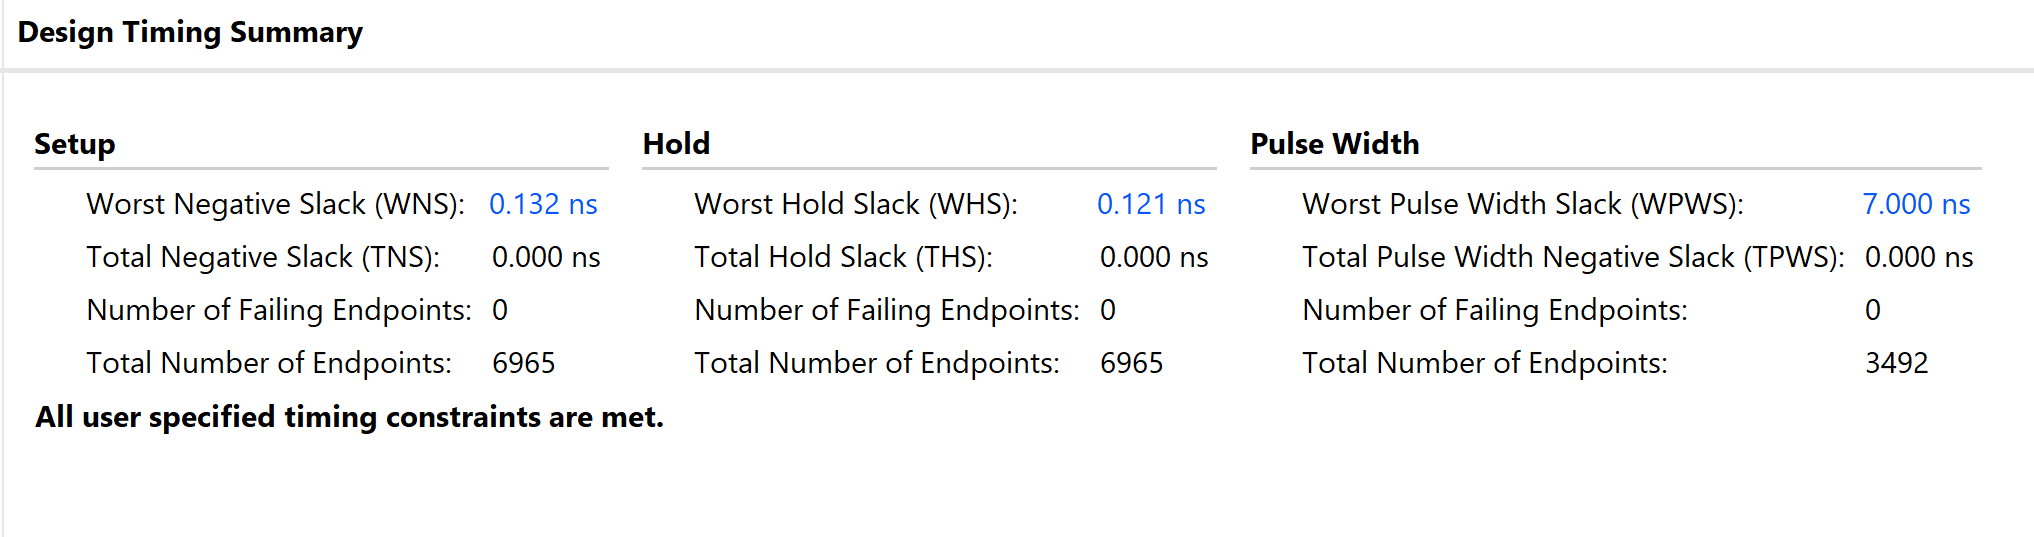 Design Timing Summary
Setup Hold Pulse Width
Worst Negative Slack (WNS): 0.132 ns Worst Hold Slack (WHS): 0.121 ns Worst Pulse Width Slack (WPWS): 7.000 ns
Total Negative Slack (TNS): 0.000 ns Total Hold Slack (THS): 0.000 ns Total Pulse Width Negative Slack (TPWS): 0.000 ns
Number of Failing Endpoints: 0 Number of Failing Endpoints: 0 Number of Failing Endpoints: 0
Total Number of Endpoints: 6965 Total Number of Endpoints: 6965 Total Number of Endpoints: 3492
All user specified timing constraints are met.